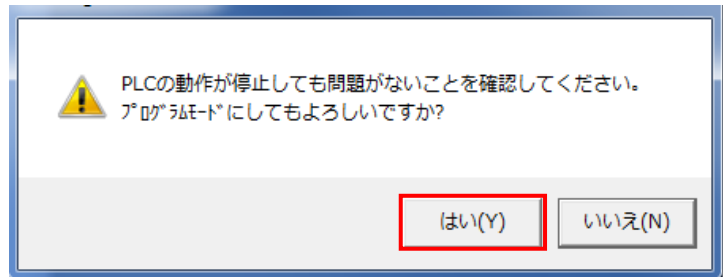 PLCの動作が停止しても問題がないことを確認してください。
ﾌﾟﾛｸﾞﾗﾑﾓｰﾄﾞにしてもよろしいですか?
はい(Y)
いいえ(N)